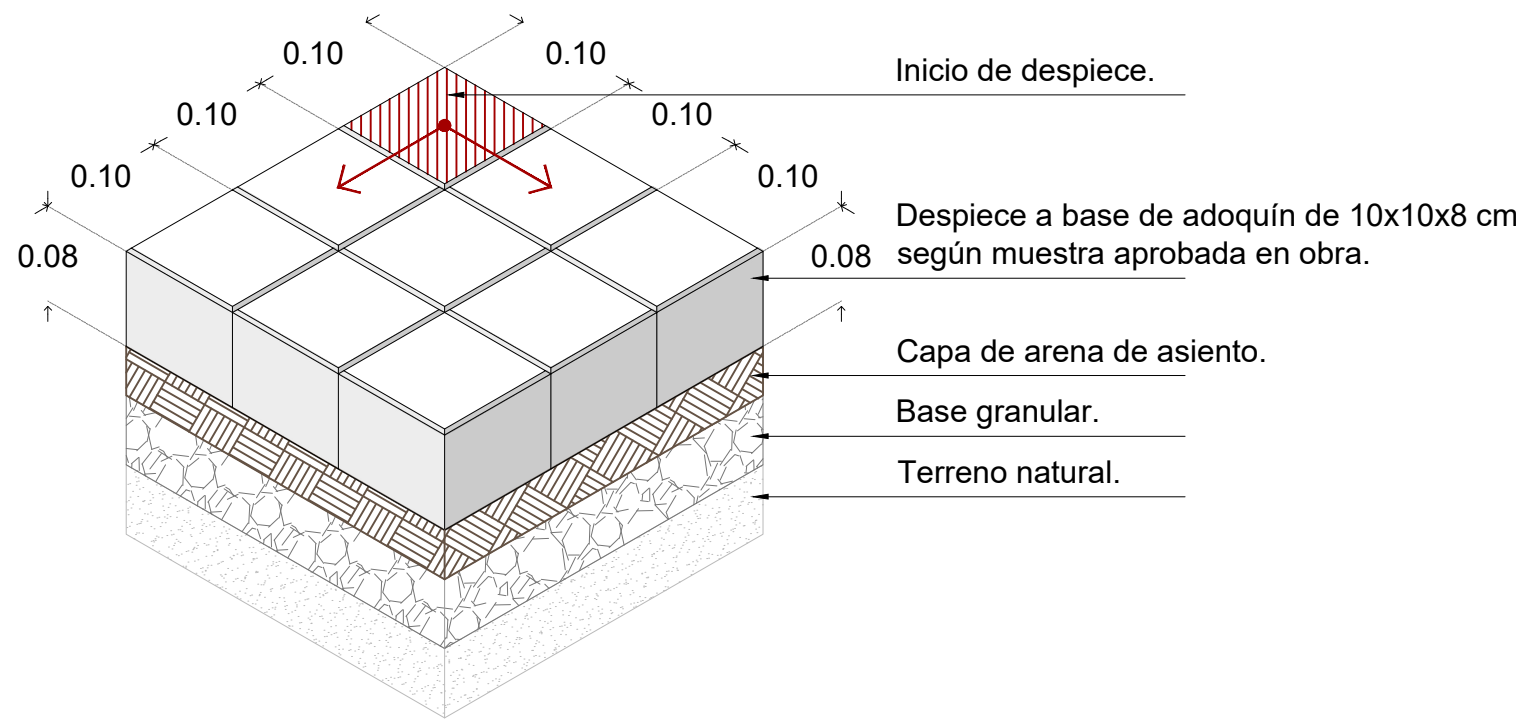 0.10 0.10
Inicio de despiece.
0.10 0.10
0.10 0.10
Despiece a base de adoquín de 10x10x8 cm
según muestra aprobada en obra.
0.08 0.08
Capa de arena de asiento.
Base granular.
Terreno natural.